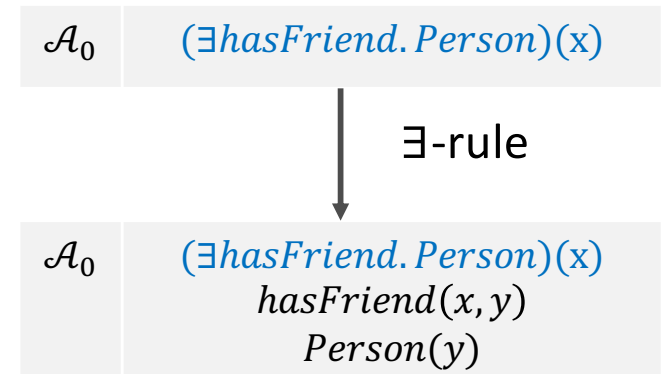 𝒜₀ (∃hasFriend. Person)(x)
∃-rule
𝒜₀ (∃hasFriend. Person)(x)
hasFriend(x, y)
Person(y)